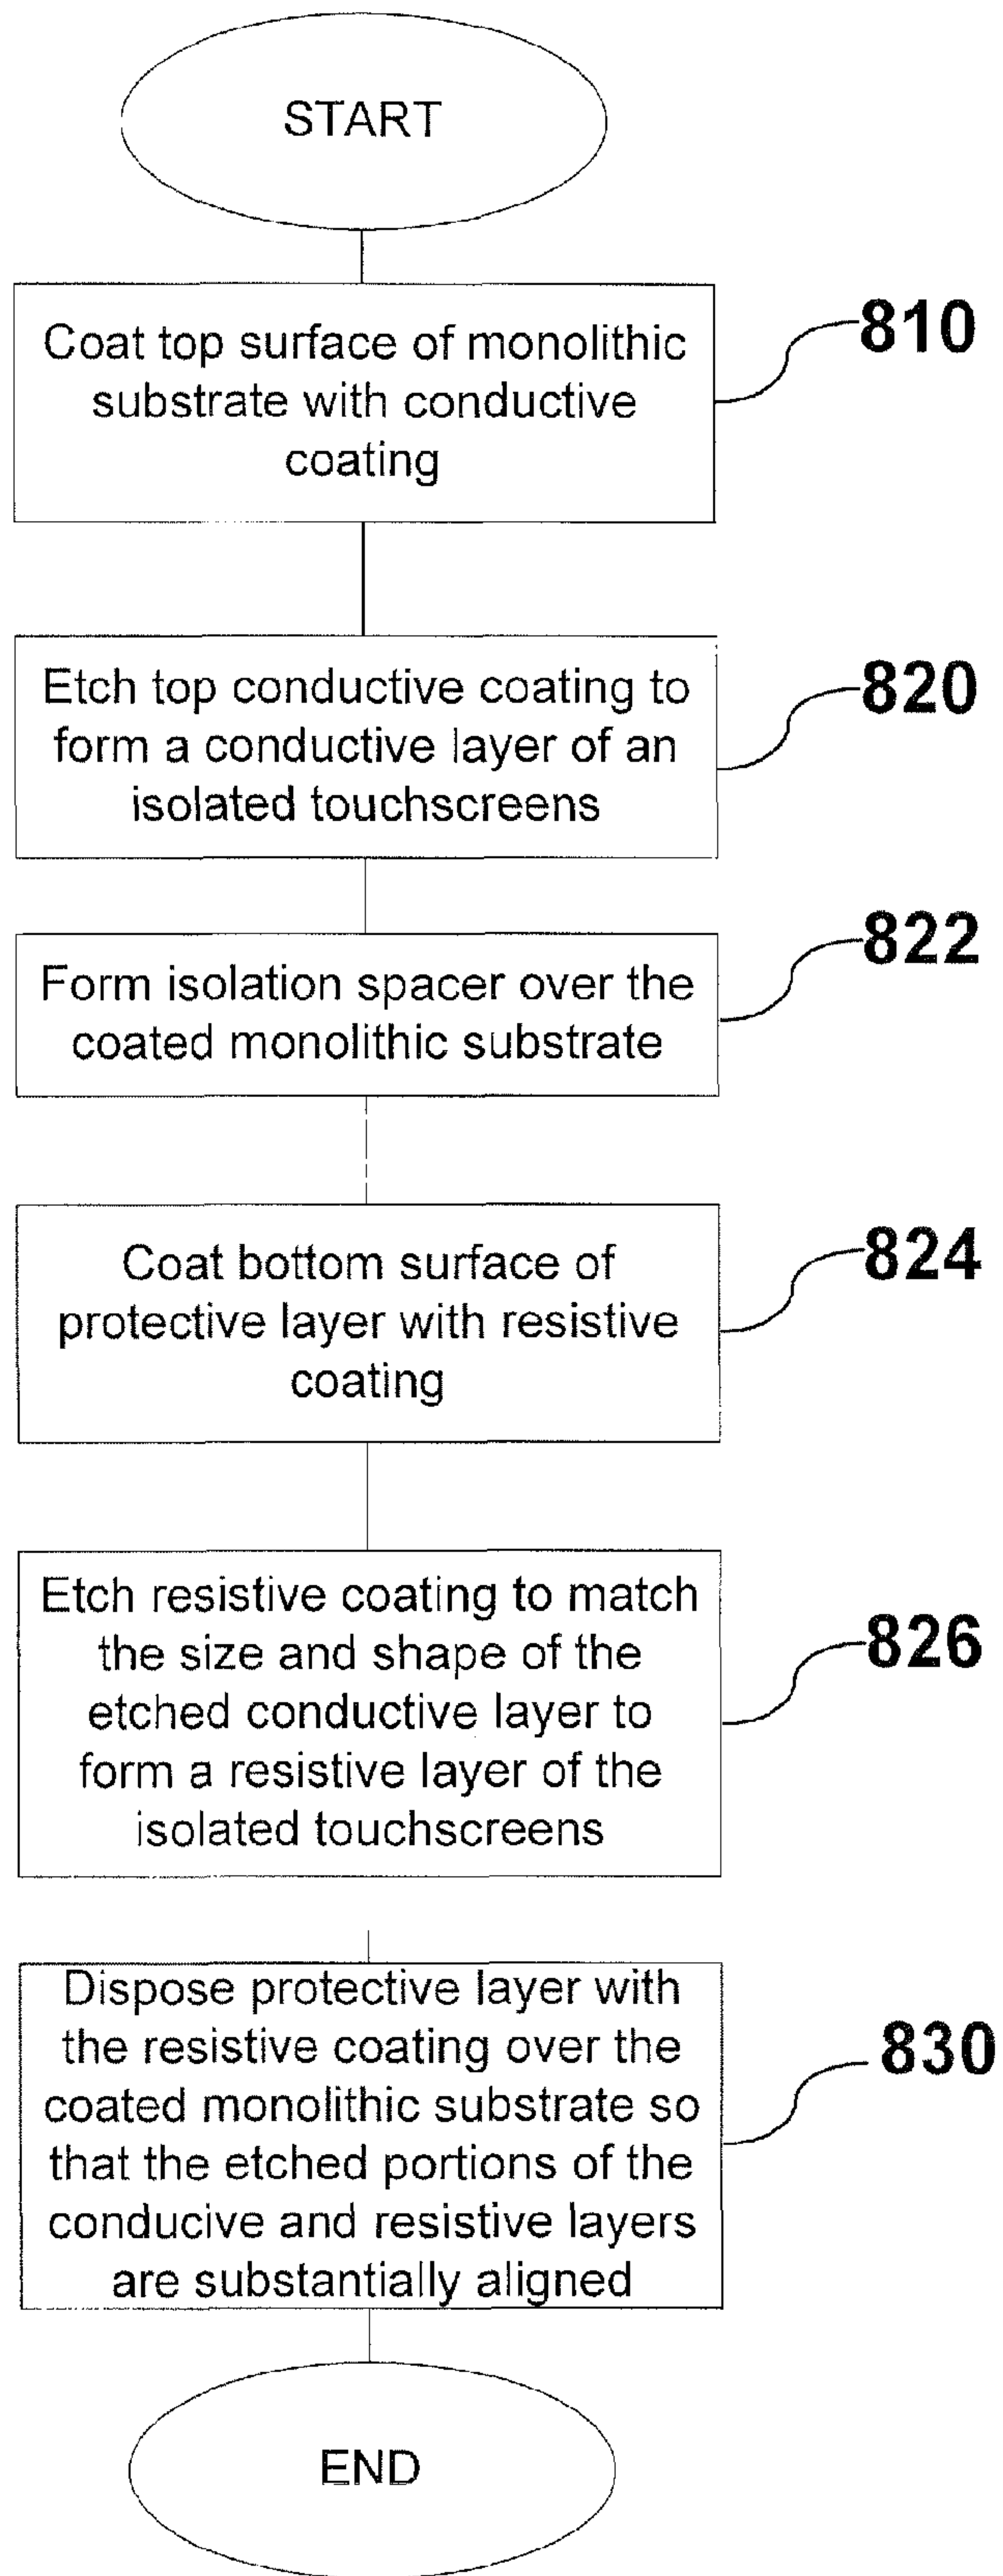 START
Coat top surface of monolithic
substrate with conductive
coating
810
Etch top conductive coating to
form a conductive layer of an
isolated touchscreens
820
Form isolation spacer over the
coated monolithic substrate
822
Coat bottom surface of
protective layer with resistive
coating
824
Etch resistive coating to match
the size and shape of the
etched conductive layer to
form a resistive layer of the
isolated touchscreens
826
Dispose protective layer with
the resistive coating over the
coated monolithic substrate so
that the etched portions of the
conducive and resistive layers
are substantially aligned
830
END